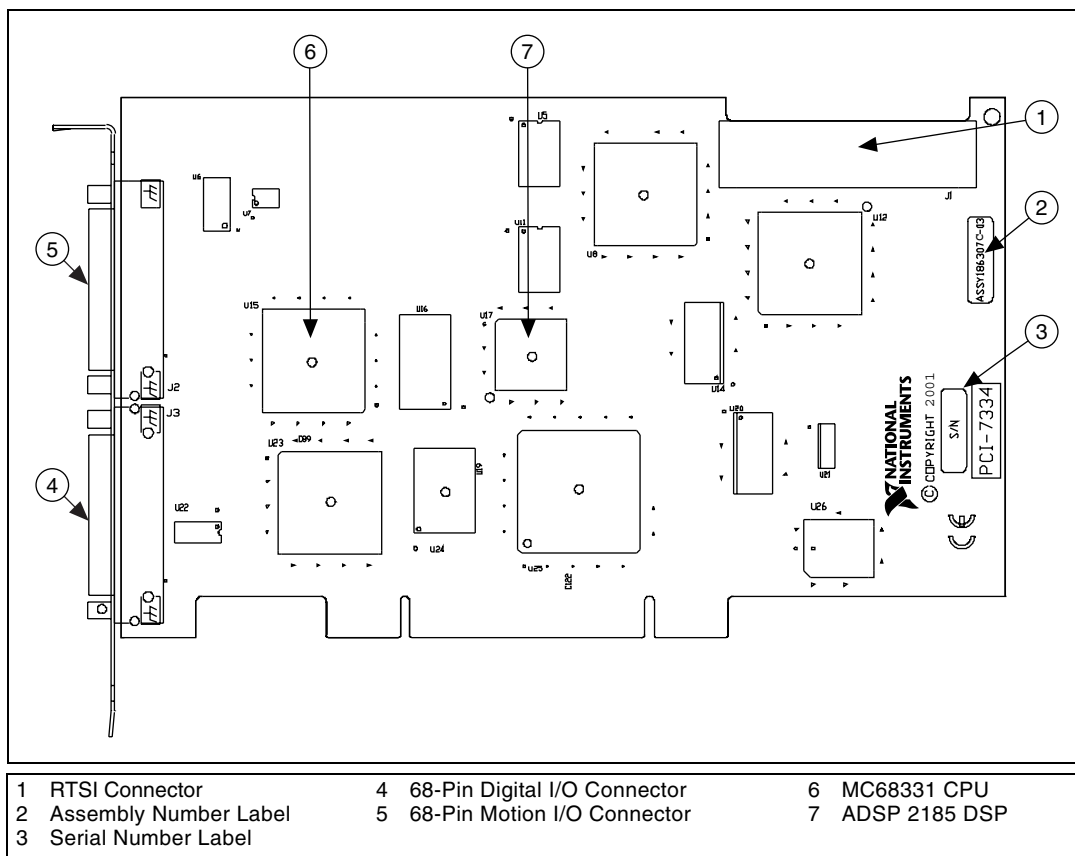 6
7
1
2
3
4
5
U5
U6
U7
U11
U8
J1
U12
ASSY186307C-03
U15
U16
U17
U14
J2
J3
U23
C89
U19
U20
U21
U22
U24
U25
C122
U26
NATIONAL
INSTRUMENTS
© COPYRIGHT 2001
S/N
PCI-7334
1 RTSI Connector
2 Assembly Number Label
3 Serial Number Label
4 68-Pin Digital I/O Connector
5 68-Pin Motion I/O Connector
6 MC68331 CPU
7 ADSP 2185 DSP